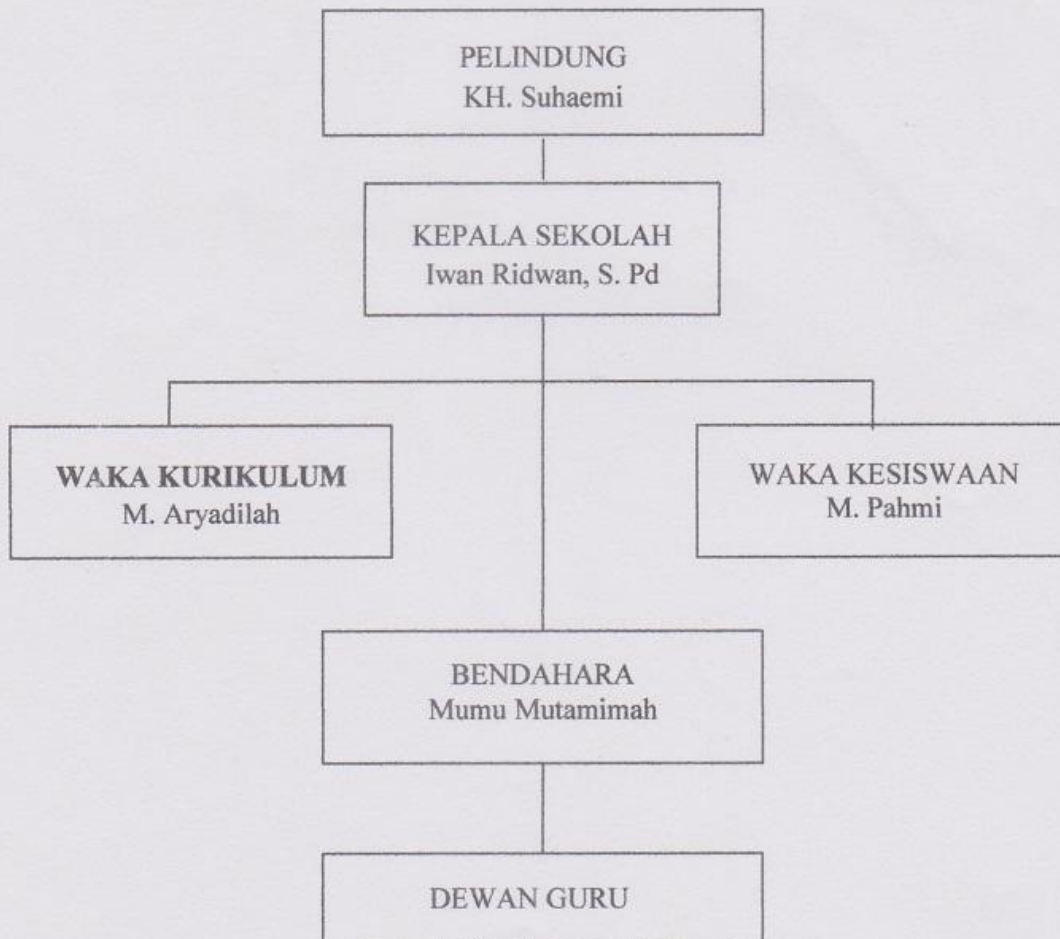 PELINDUNG
KH. Suhaemi
KEPALA SEKOLAH
Iwan Ridwan, S. Pd
WAKA KURIKULUM
M. Aryadilah
WAKA KESISWAAN
M. Pahmi
BENDAHARA
Mumu Mutamimah
DEWAN GURU